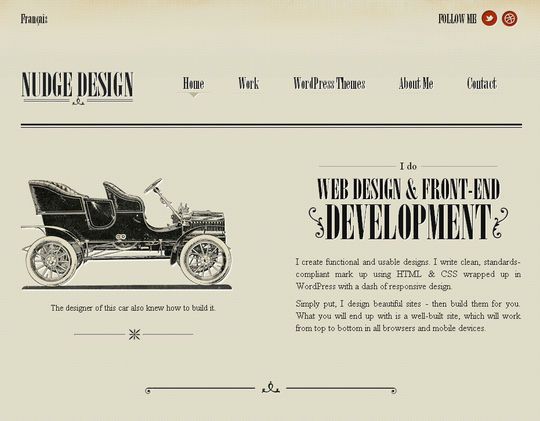 Français
FOLLOW ME
NUDGE DESIGN
Home
Work
WordPress Themes
About Me
Contact
I do
WEB DESIGN & FRONT-END
DEVELOPMENT
I create functional and usable designs. I write clean, standards-
compliant mark up using HTML & CSS wrapped up in
WordPress with a dash of responsive design.
Simply put, I design beautiful sites - then build them for you.
What you will end up with is a well-built site, which will work
from top to bottom in all browsers and mobile devices.
The designer of this car also knew how to build it.